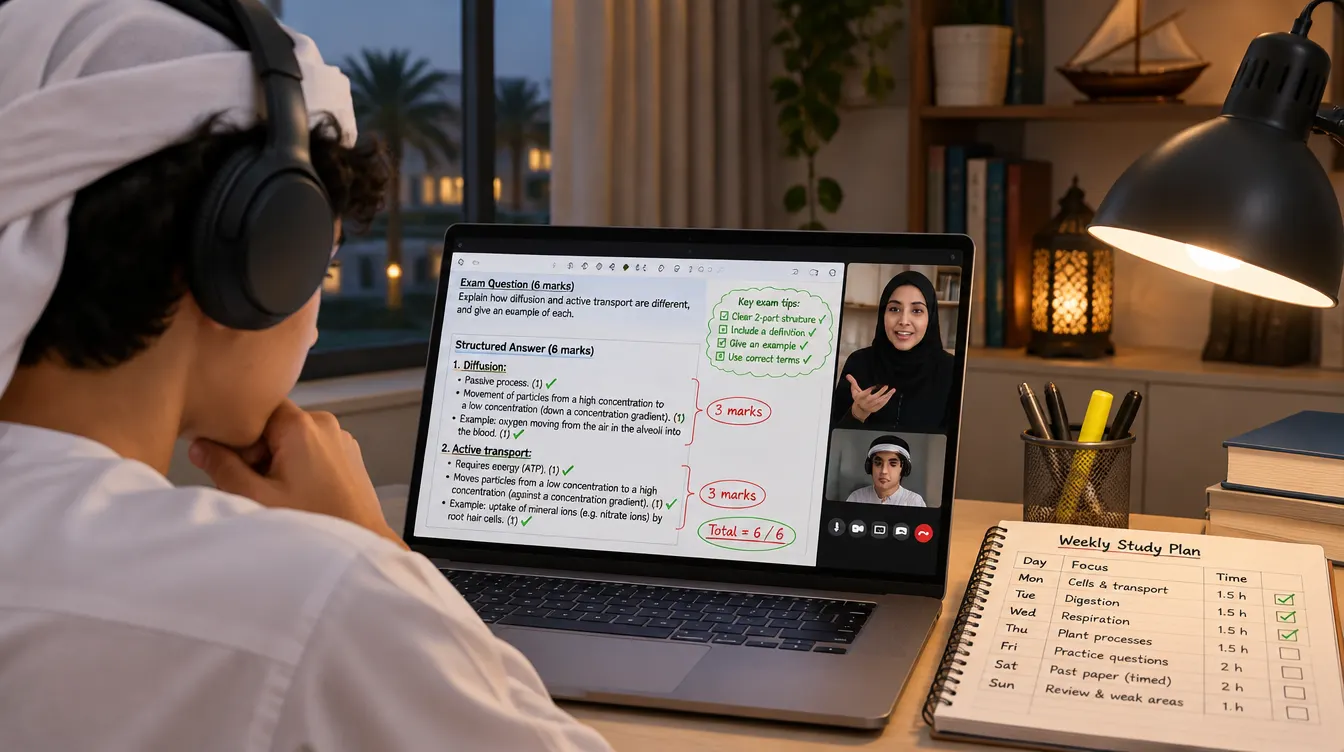 Exam Question (6 marks)
Explain how diffusion and active transport are different,
and give an example of each.
Structured Answer (6 marks)
1. Diffusion:
• Passive process. (1) ✓
• Movement of particles from a high concentration to
a low concentration (down a concentration gradient). (1) ✓
• Example: oxygen moving from the air in the alveoli into
the blood. (1) ✓
2. Active transport:
• Requires energy (ATP). (1) ✓
• Moves particles from a low concentration to a high
concentration (against a concentration gradient). (1) ✓
• Example: uptake of mineral ions (e.g. nitrate ions) by
root hair cells. (1) ✓
3 marks
3 marks
Total = 6 / 6
Key exam tips:
Clear 2-port structure ✓
Include a definition ✓
Give an example ✓
Use correct terms ✓
Weekly Study Plan
Day Focus Time
Mon Cells & transport 1.5 h
Tue Digestion 1.5 h
Wed Respiration 1.5 h
Thu Plant processes 1.5 h
Fri Practice questions 2 h
Sat Past paper (timed) 2 h
Sun Review & weak areas 1. h